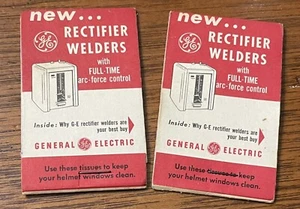 new...
RECTIFIER
WELDERS
with
FULL-TIME
arc-force control
Inside: Why G-E rectifier welders are
your best buy
GENERAL GE ELECTRIC
Use these tissues to keep
your helmet windows clean.
new...
RECTIFIER
WELDERS
with
FULL-TIME
arc-force control
Inside: Why G-E rectifier welders are
your best buy
GENERAL GE ELECTRIC
Use these tissues to keep
your helmet windows clean.